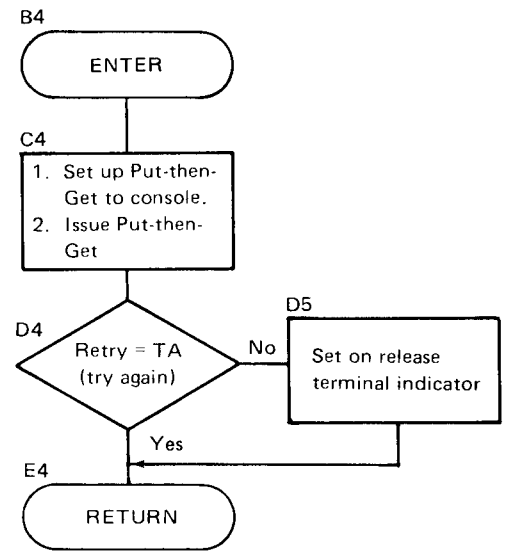 B4
ENTER
C4
1. Set up Put-then-
Get to console.
2. Issue Put-then-
Get
D4
Retry = TA
(try again)
No
D5
Set on release
terminal indicator
Yes
E4
RETURN